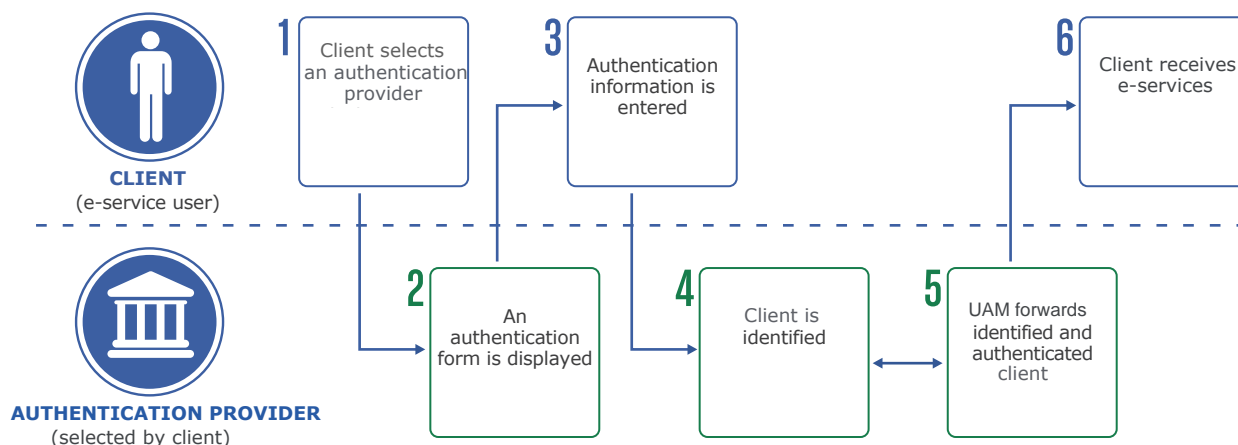 1
Client selects
an authentication
provider
3
Authentication
information is
entered
6
Client receives
e-services
CLIENT
(e-service user)
2
An
authentication
form is displayed
4
Client is
identified
5
UAM forwards
identified and
authenticated
client
AUTHENTICATION PROVIDER
(selected by client)